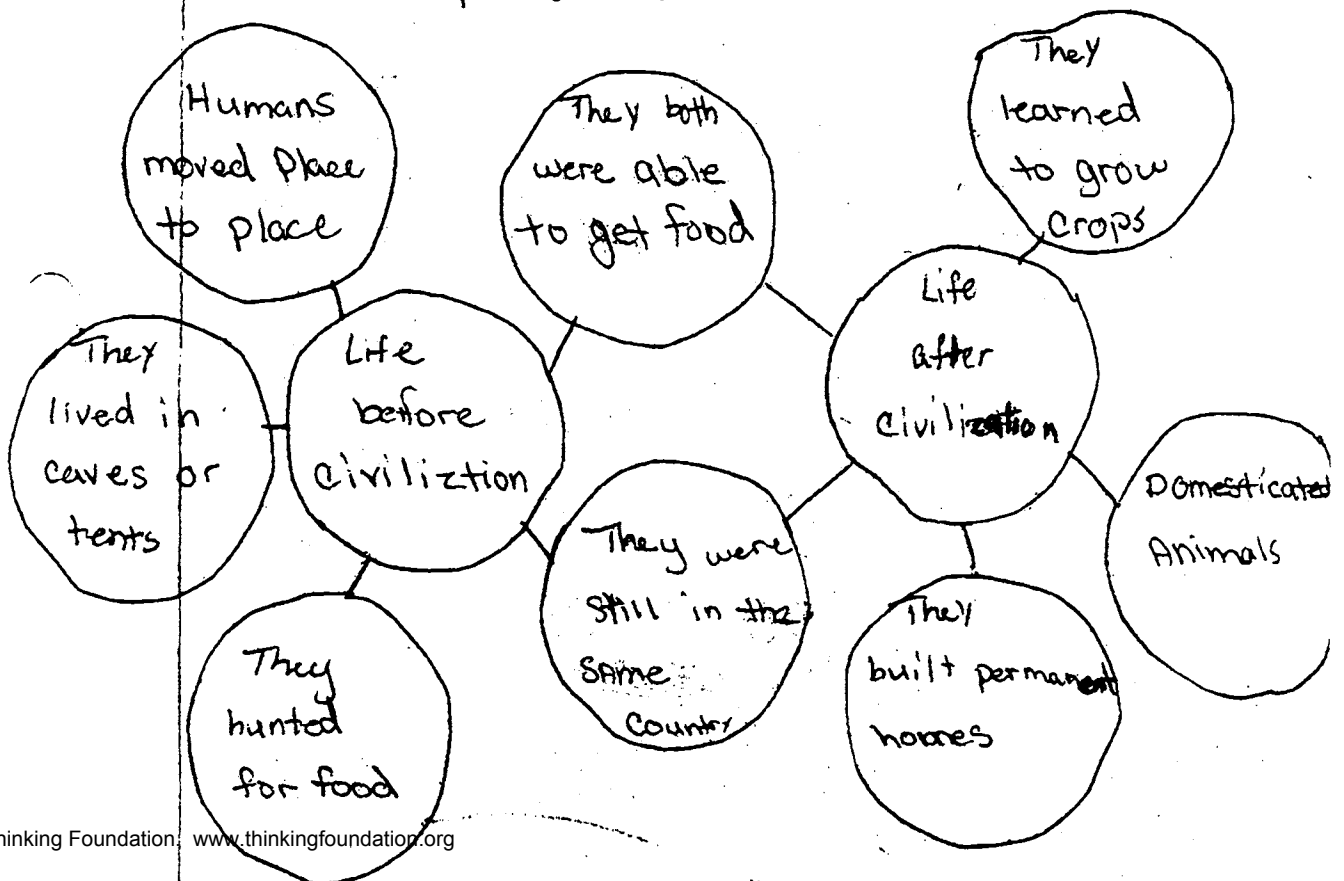 Humans
moved Place
to place
They both
were able
to get food
They
learned
to grow
Crops
They
lived in
caves or
tents
Life
before
Civiliztion
Life
after
Civilization
Domesticated
Animals
They
hunted
for food
They were
Still in the
Same
Country
They
built permanent
homes
hinking Foundation, www.thinkingfoundation.org